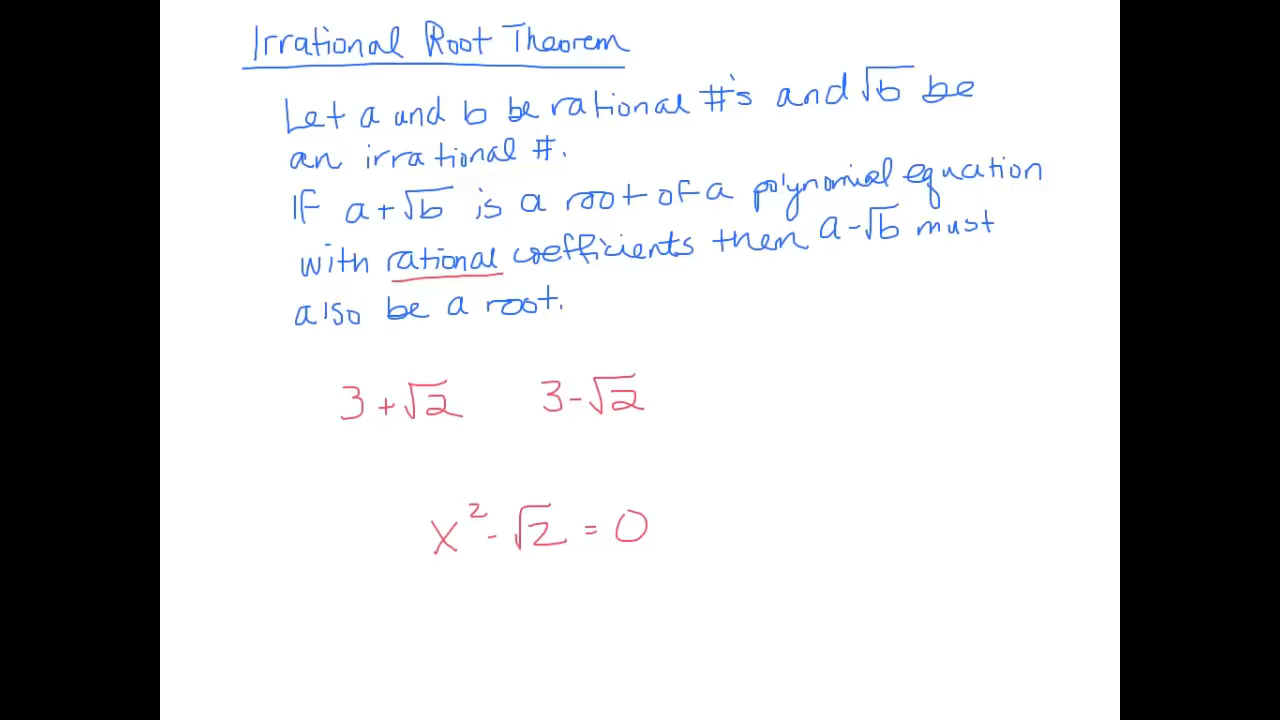 Irrational Root Theorem
Let a and b be rational #'s and √b be
an irrational #.
If a+√b is a root of a polynomial equation
with rational coefficients then a-√b must
also be a root.
3+√2 3-√2
x²-√2 = 0